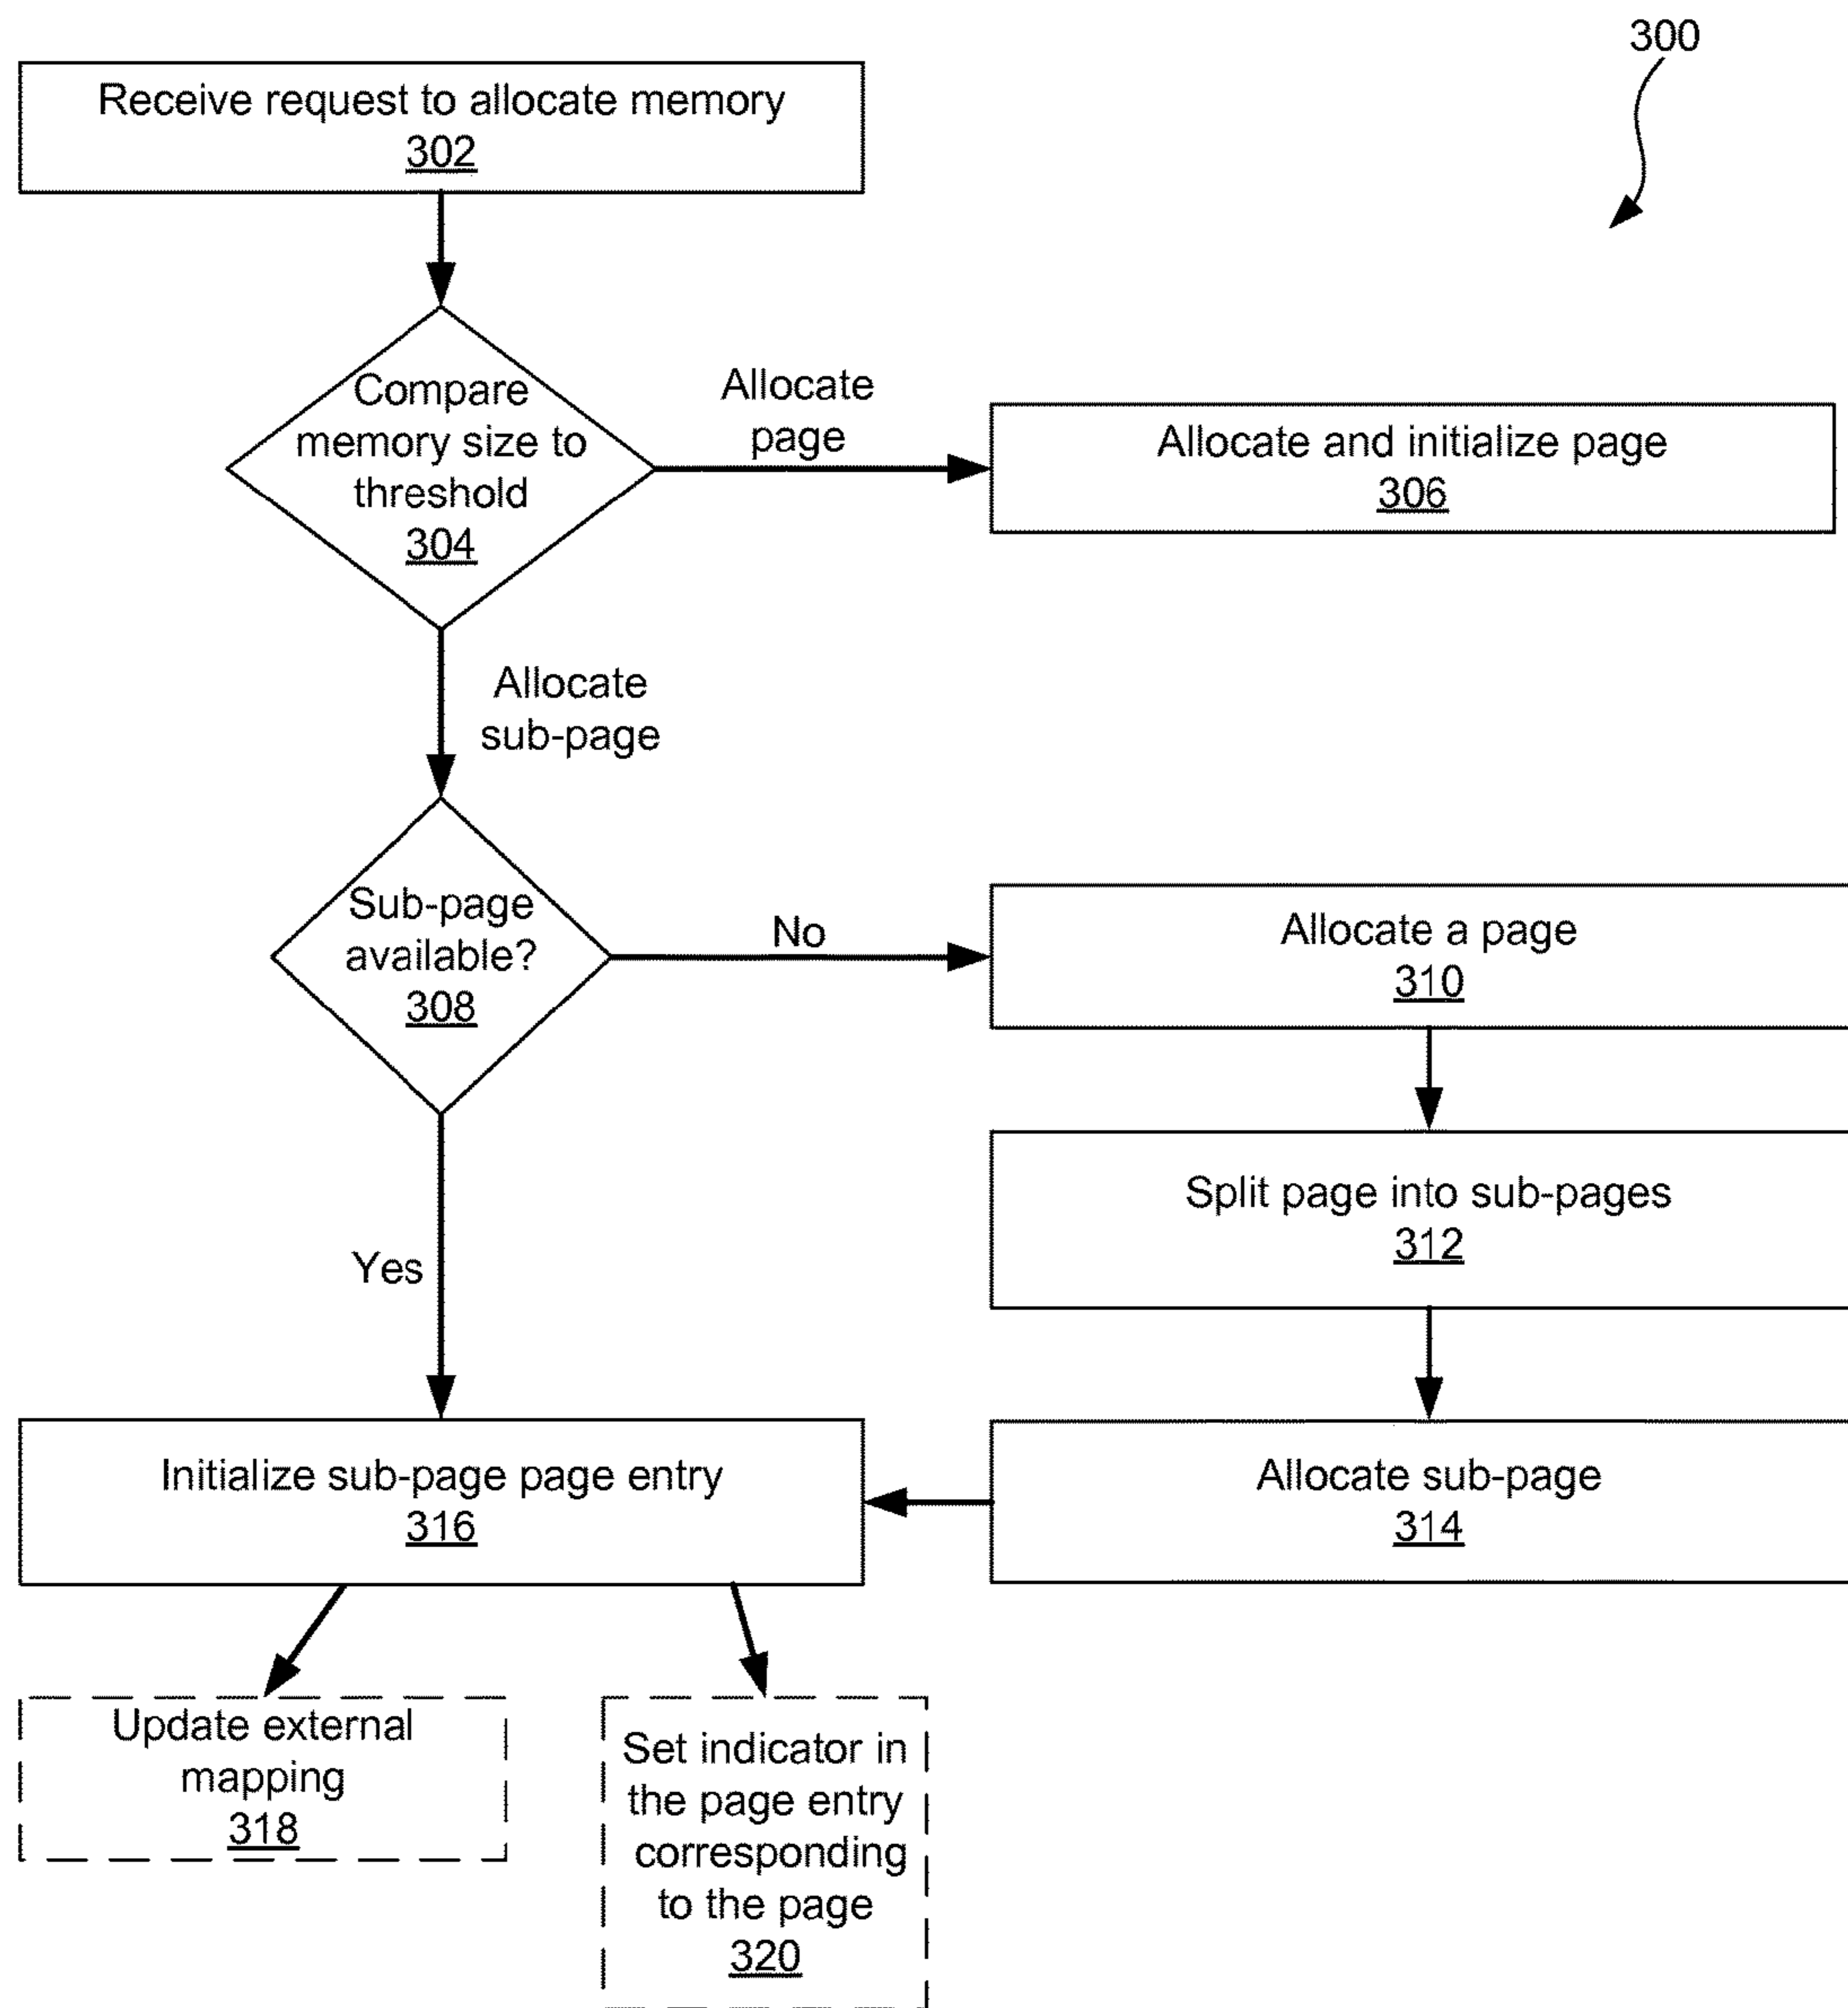 300
Receive request to allocate memory
302
Compare
memory size to
threshold
304
Allocate
page
Allocate and initialize page
306
Allocate
sub-page
Sub-page
available?
308
No
Allocate a page
310
Split page into sub-pages
312
Yes
Initialize sub-page page entry
316
Allocate sub-page
314
Update external
mapping
318
Set indicator in
the page entry
corresponding
to the page
320